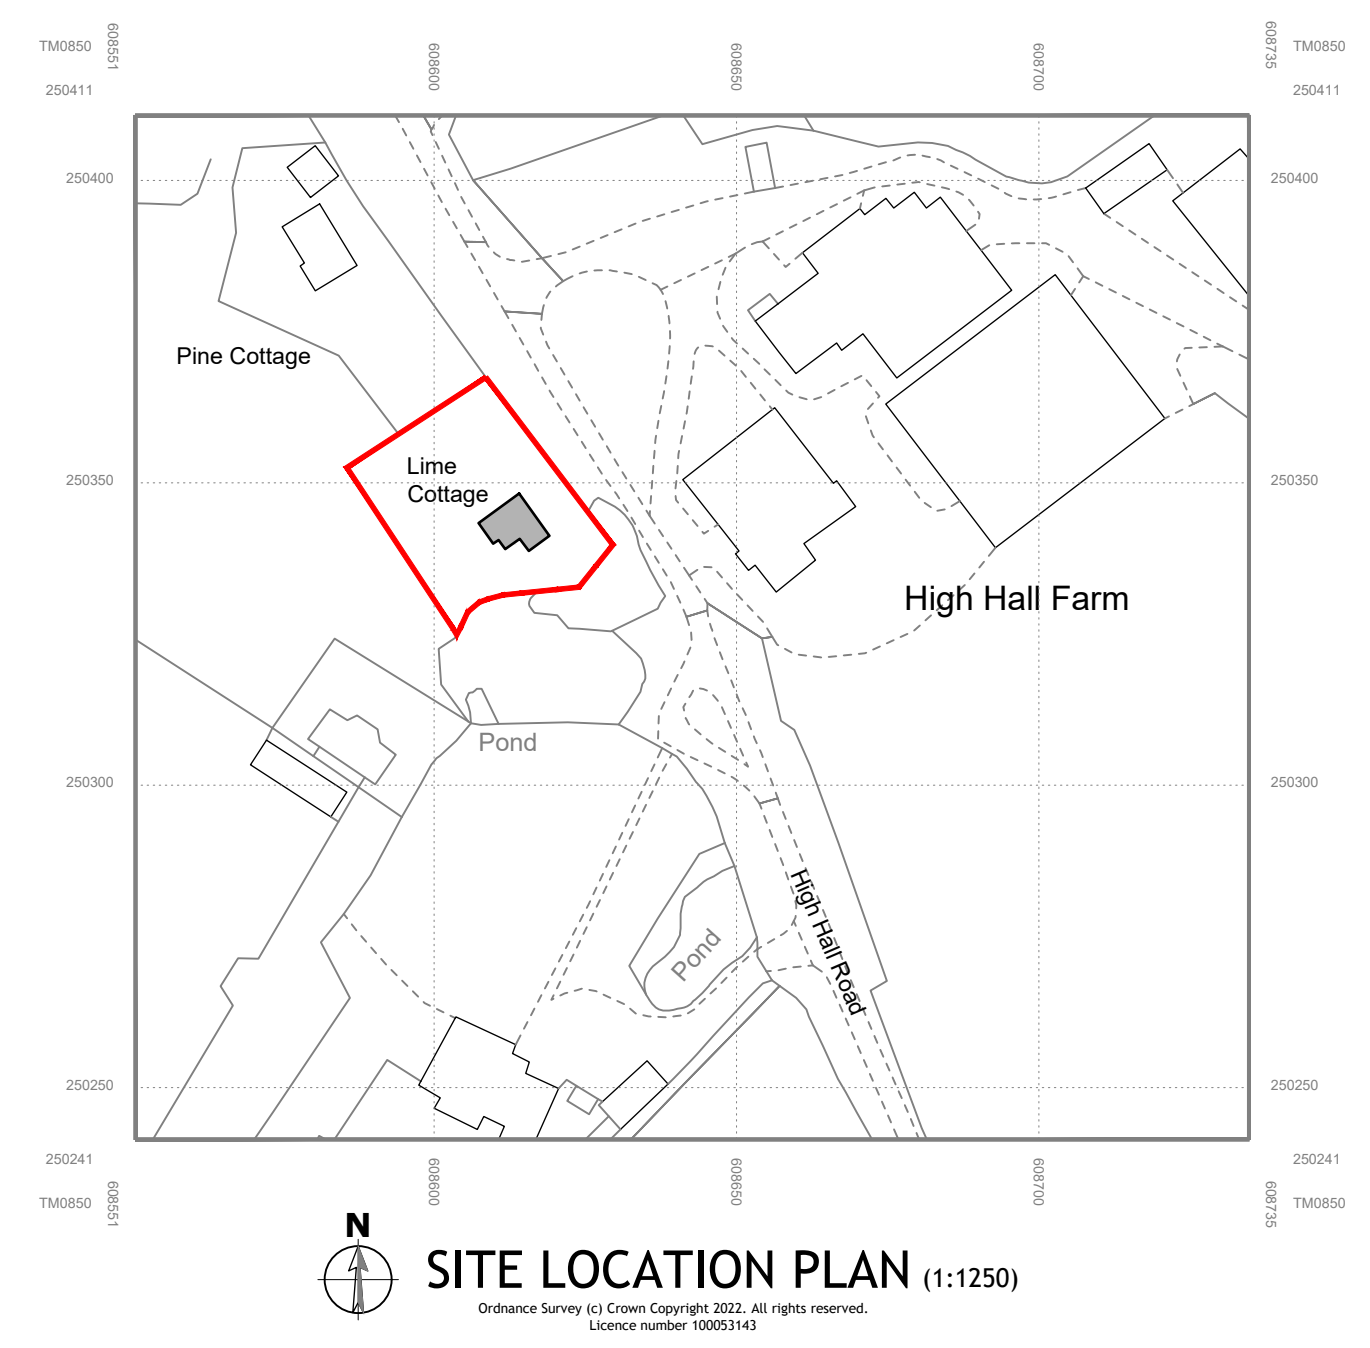 TM0850
608551
608600
608650
608700
608735
TM0850
250411
250411
250400
250400
Pine Cottage
Lime
Cottage
250350
250350
High Hall Farm
Pond
250300
250300
High Hall Road
Pond
250250
250250
250241
250241
TM0850
608551
608600
608650
608700
608735
TM0850
N
SITE LOCATION PLAN (1:1250)
Ordnance Survey (c) Crown Copyright 2022. All rights reserved.
Licence number 100053143